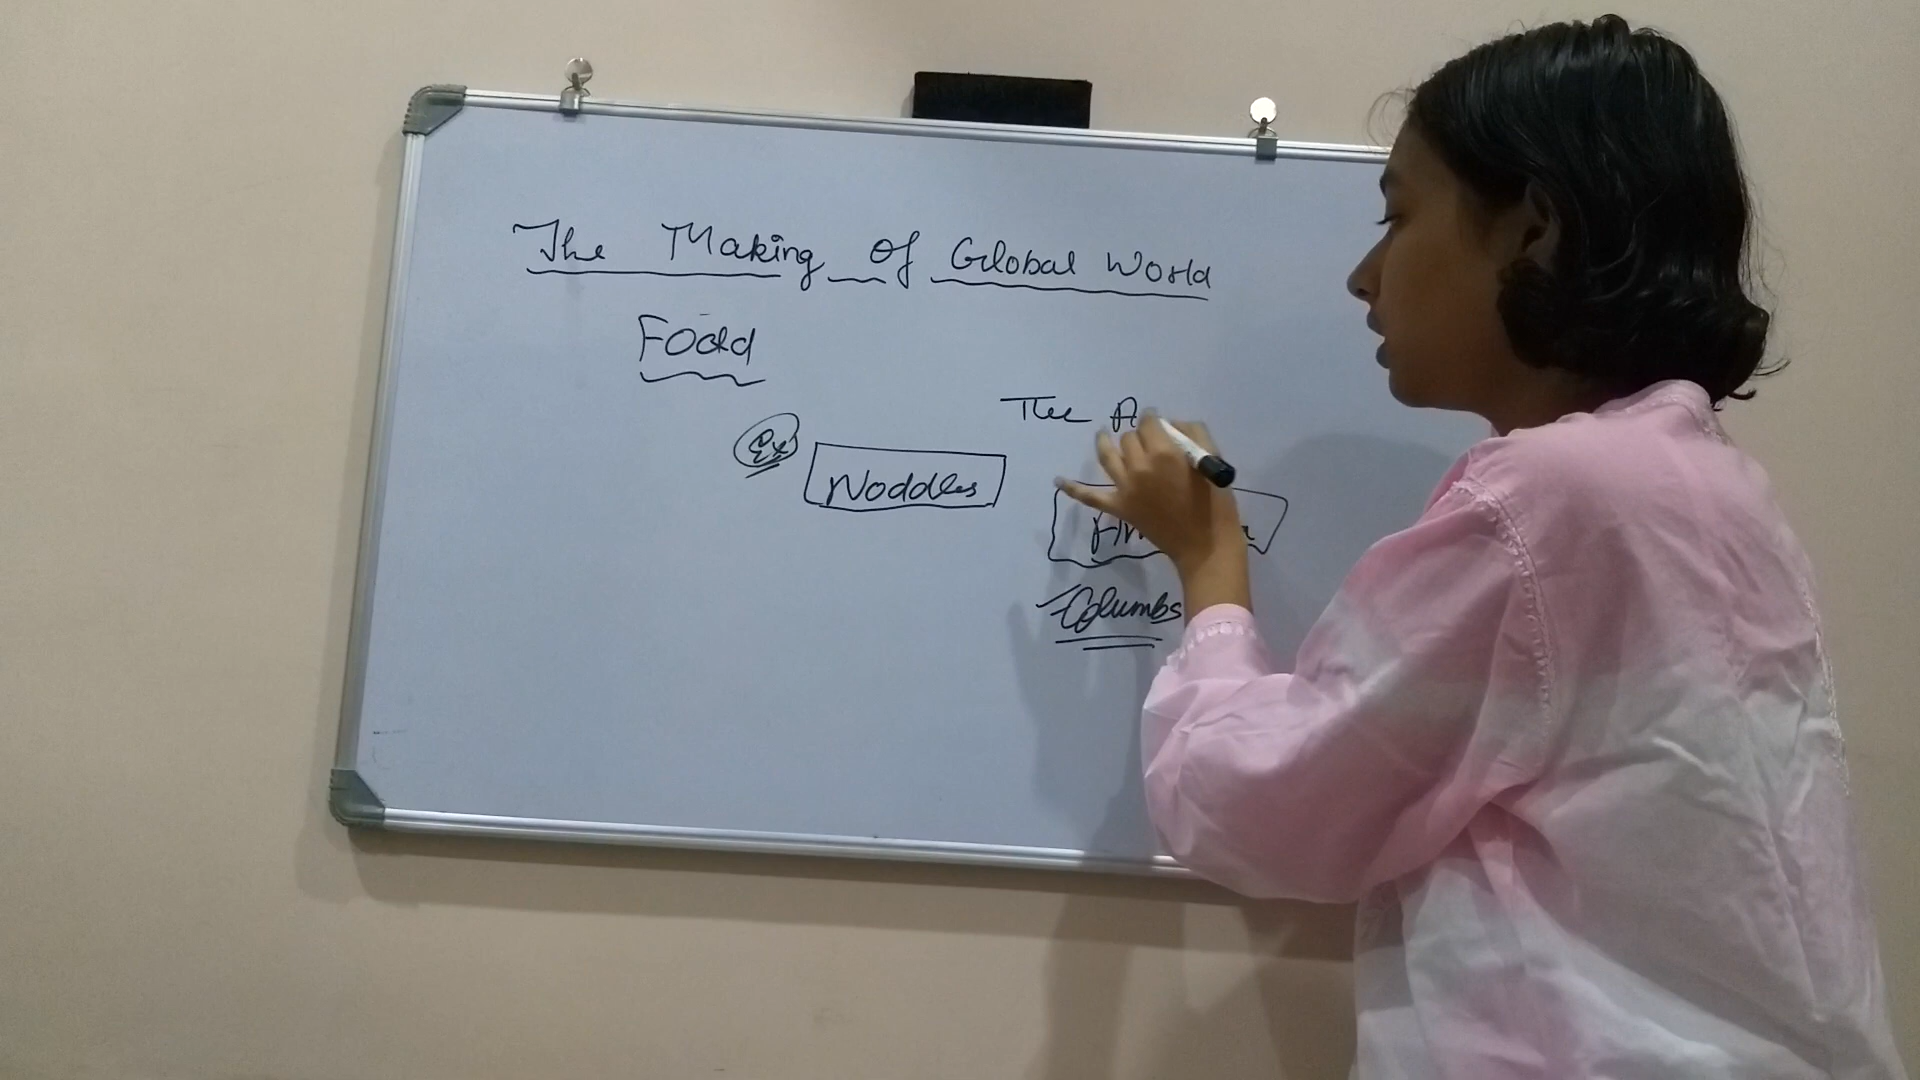 The Making Of Global World
Food
The A
Ex
Noddles
Columbs